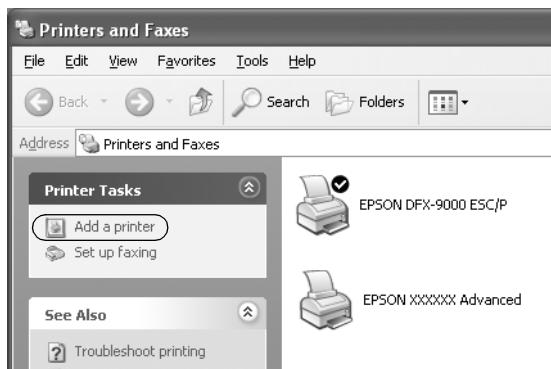 Printers and Faxes
File Edit View Favorites Tools Help
Back Search Folders
Address Printers and Faxes
Printer Tasks
Add a printer
Set up faxing
See Also
Troubleshoot printing
EPSON DFX-9000 ESC/P
EPSON XXXXXX Advanced